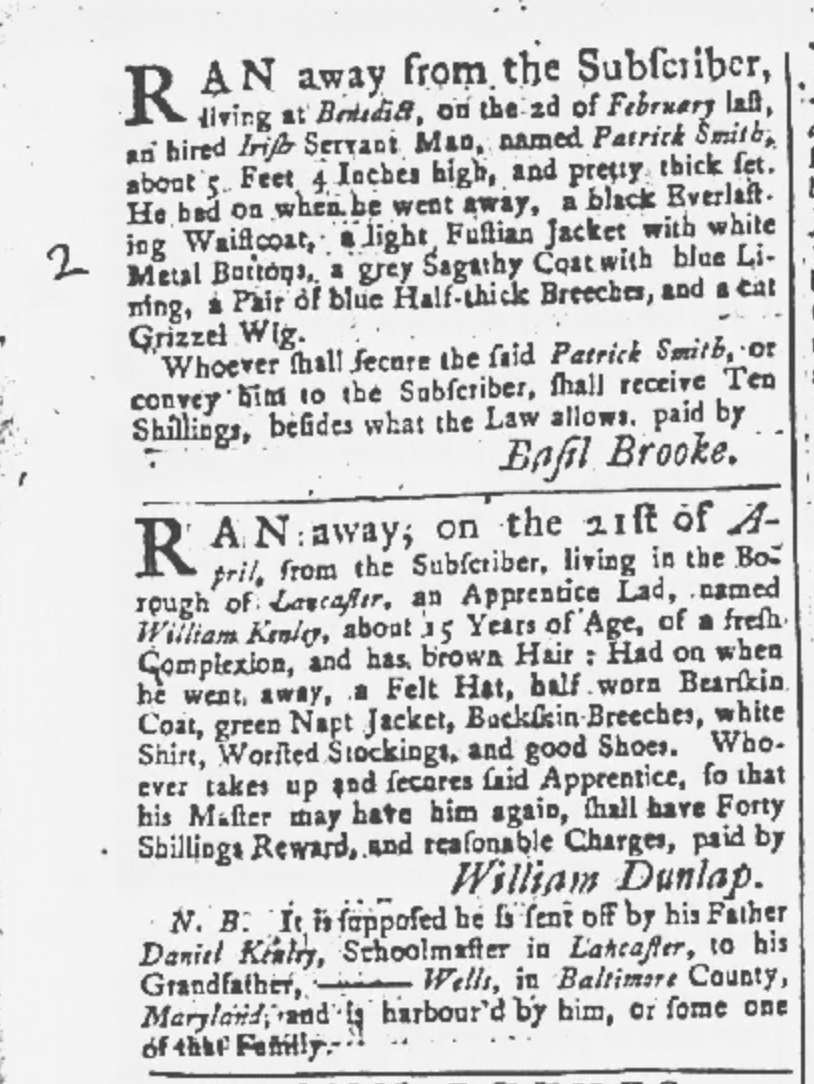 RAN away from the Subſcriber,
living at Benedict, on the 2d of February laſt,
an hired Iriſh Servant Man, named Patrick Smith,
about 5 Feet 4 Inches high, and pretty thick ſet.
He had on when he went away, a black Everlaſt-
ing Waiſtcoat, a light Fuſtian Jacket with white
2
Metal Buttons, a grey Sagathy Coat with blue Li-
ning, a Pair of blue Half-thick Breeches, and a cut
Grizzel Wig.
Whoever ſhall ſecure the ſaid Patrick Smith, or
convey him to the Subſcriber, ſhall receive Ten
Shillings, beſides what the Law allows, paid by
Baſil Brooke.
RAN away, on the 21ſt of A-
pril, from the Subſcriber, living in the Bo-
rough of Lancaſter, an Apprentice Lad, named
William Kenley, about 15 Years of Age, of a freſh
Complexion, and has brown Hair: Had on when
he went away, a Felt Hat, half worn Bearſkin
Coat, green Napt Jacket, Buckſkin Breeches, white
Shirt, Worſted Stockings, and good Shoes. Who-
ever takes up and ſecures ſaid Apprentice, ſo that
his Maſter may have him again, ſhall have Forty
Shillings Reward, and reaſonable Charges, paid by
William Dunlap.
N. B. It is ſuppoſed he is ſent off by his Father
Daniel Kenley, Schoolmaſter in Lancaſter, to his
Grandfather, ——— Wells, in Baltimore County,
Maryland, and is harbour'd by him, or ſome one
of that Family.